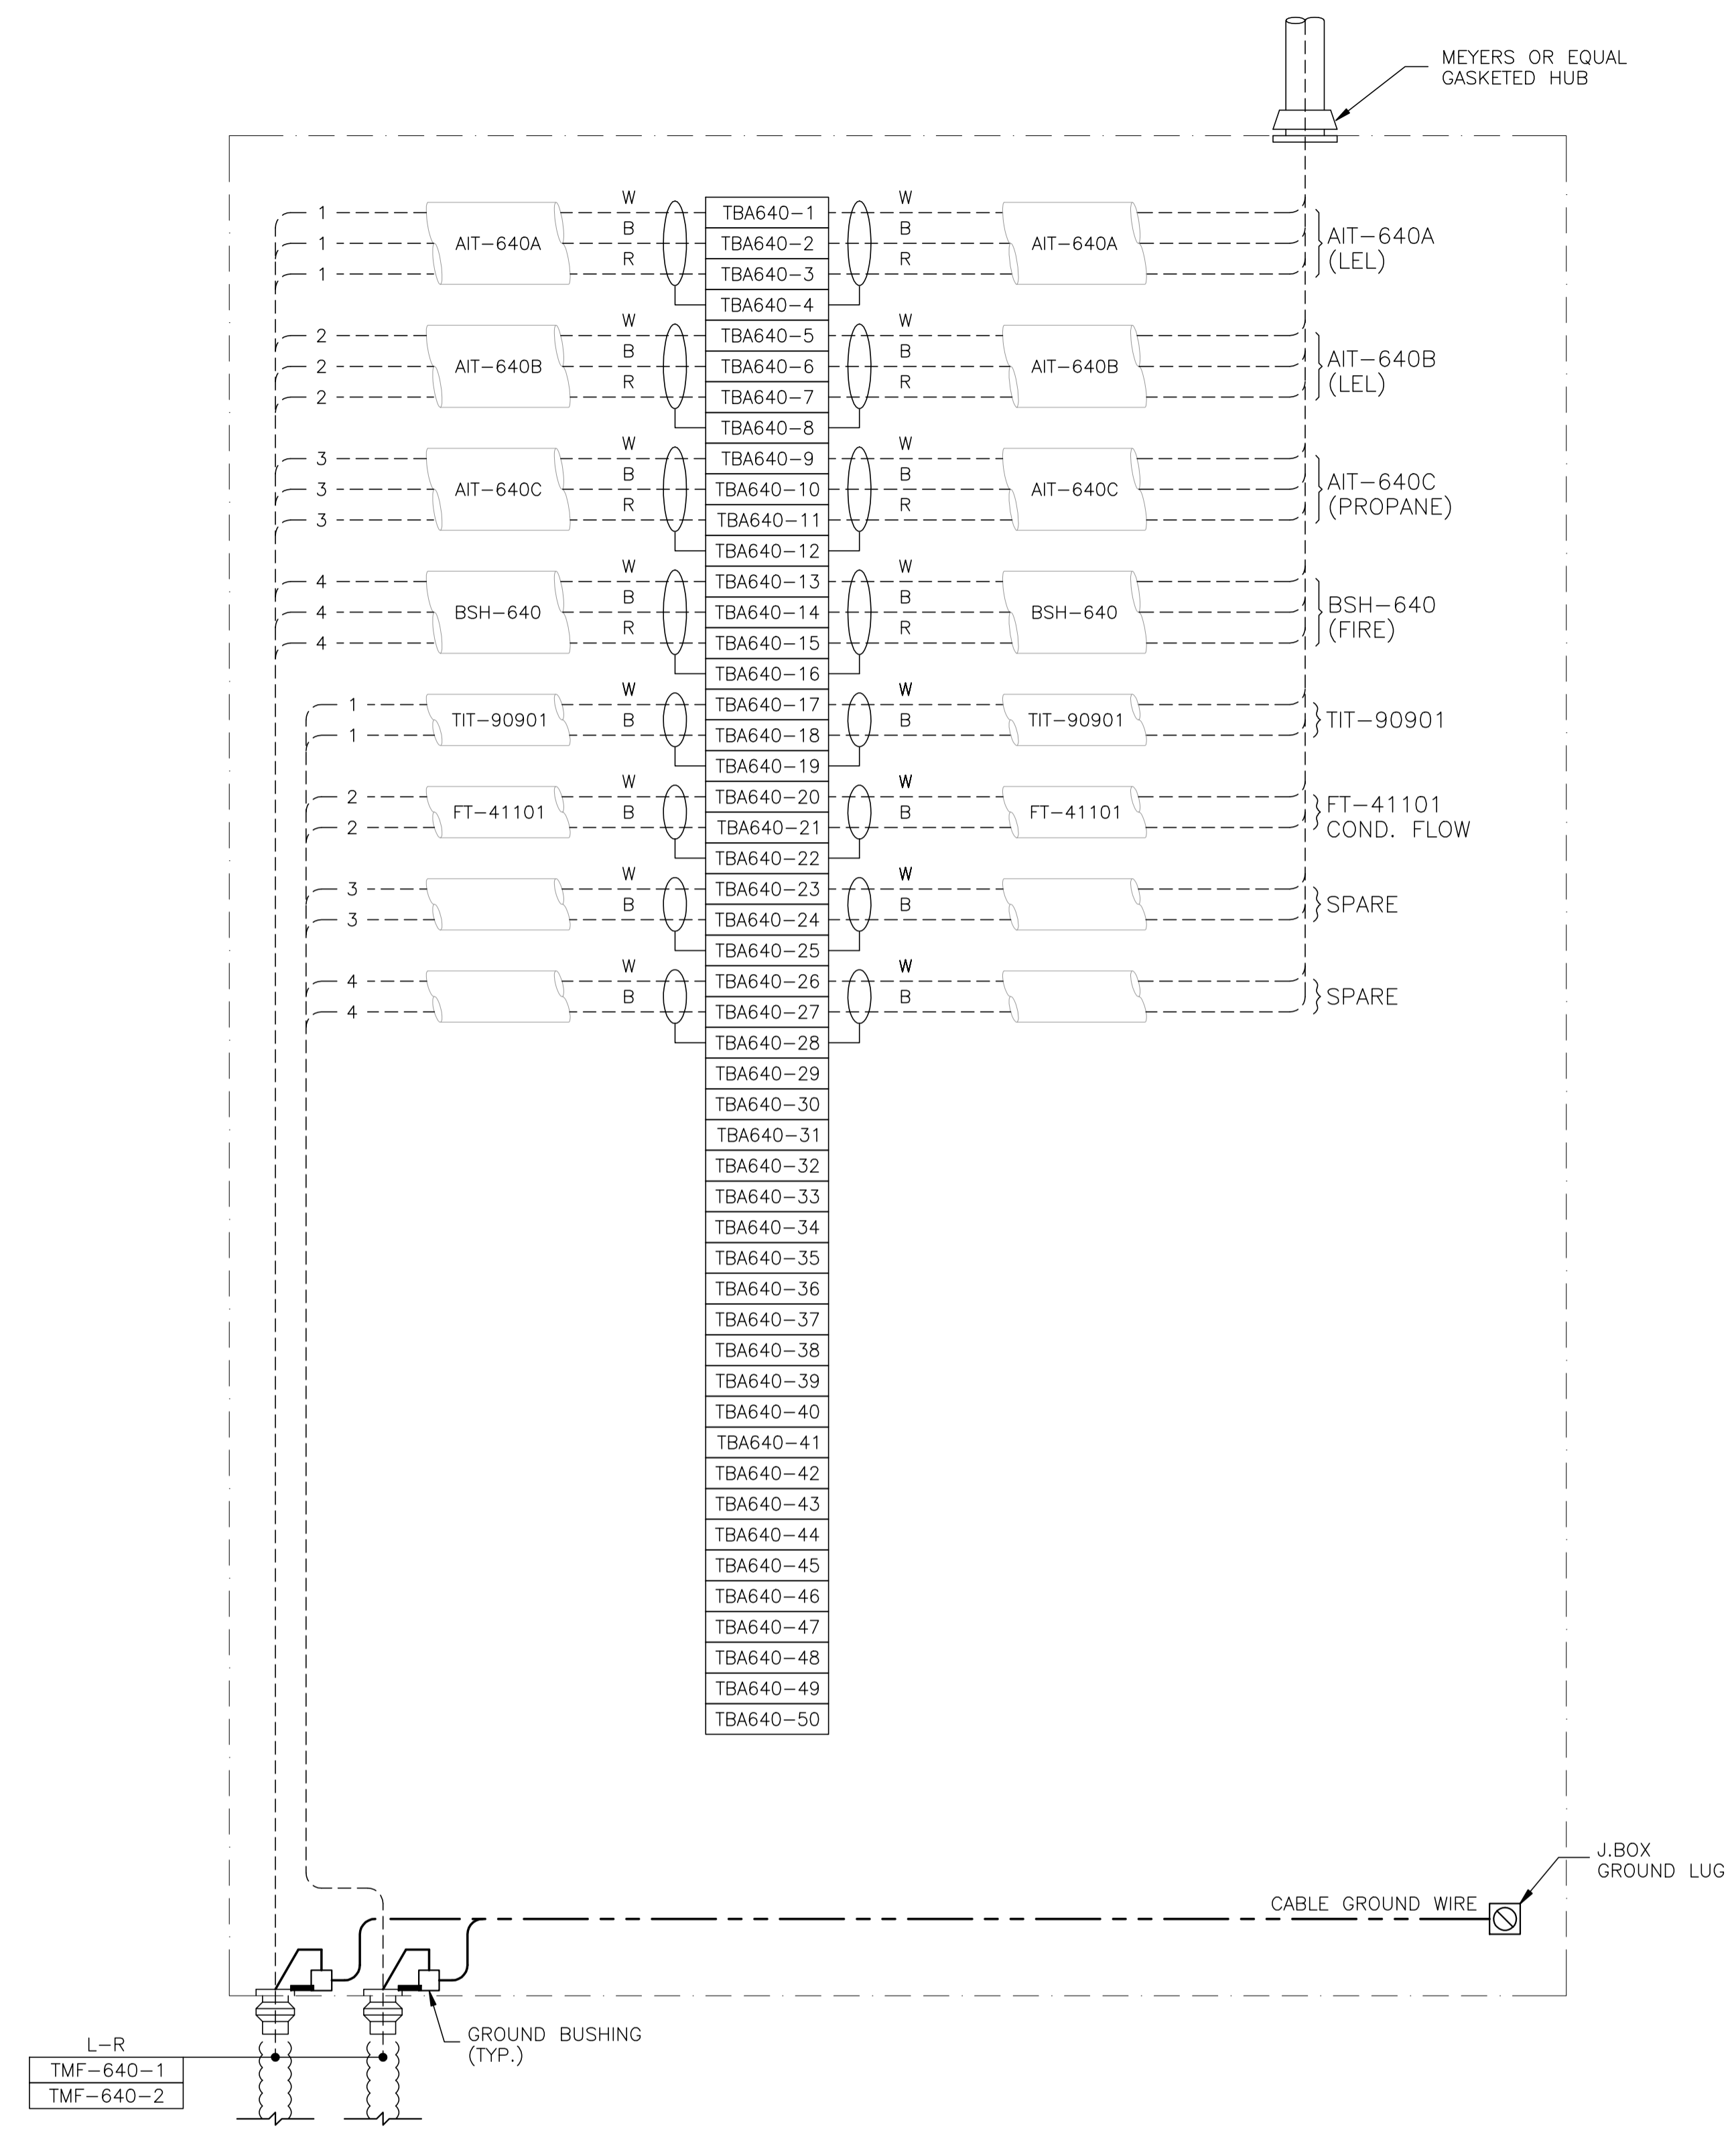 MEYERS OR EQUAL
GASKETED HUB
W W
1 TBA640-1
B B
1 AIT-640A TBA640-2 AIT-640A AIT-640A
R R (LEL)
1 TBA640-3
TBA640-4
W W
2 TBA640-5
B B
2 AIT-640B TBA640-6 AIT-640B AIT-640B
R R (LEL)
2 TBA640-7
TBA640-8
W W
3 TBA640-9
B B
3 AIT-640C TBA640-10 AIT-640C AIT-640C
R R (PROPANE)
3 TBA640-11
TBA640-12
W W
4 TBA640-13
B B
4 BSH-640 TBA640-14 BSH-640 BSH-640
R R (FIRE)
4 TBA640-15
TBA640-16
W W
1 TBA640-17
TIT-90901 B B TIT-90901 TIT-90901
1 TBA640-18
TBA640-19
W W
2 TBA640-20 FT-41101
FT-41101 B B FT-41101
2 TBA640-21 COND. FLOW
TBA640-22
W W
3 TBA640-23
B B SPARE
3 TBA640-24
TBA640-25
W W
4 TBA640-26
B B SPARE
4 TBA640-27
TBA640-28
TBA640-29
TBA640-30
TBA640-31
TBA640-32
TBA640-33
TBA640-34
TBA640-35
TBA640-36
TBA640-37
TBA640-38
TBA640-39
TBA640-40
TBA640-41
TBA640-42
TBA640-43
TBA640-44
TBA640-45
TBA640-46
TBA640-47
TBA640-48
TBA640-49
TBA640-50
J.BOX
GROUND LUG
CABLE GROUND WIRE
GROUND BUSHING
(TYP.)
L-R
TMF-640-1
TMF-640-2